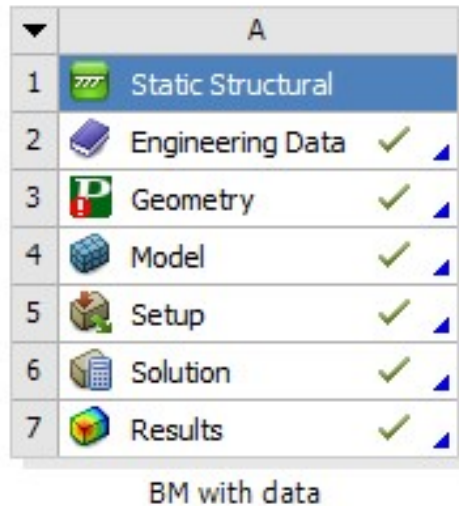 A
1 Static Structural
2 Engineering Data
3 P Geometry
4 Model
5 Setup
6 Solution
7 Results
BM with data